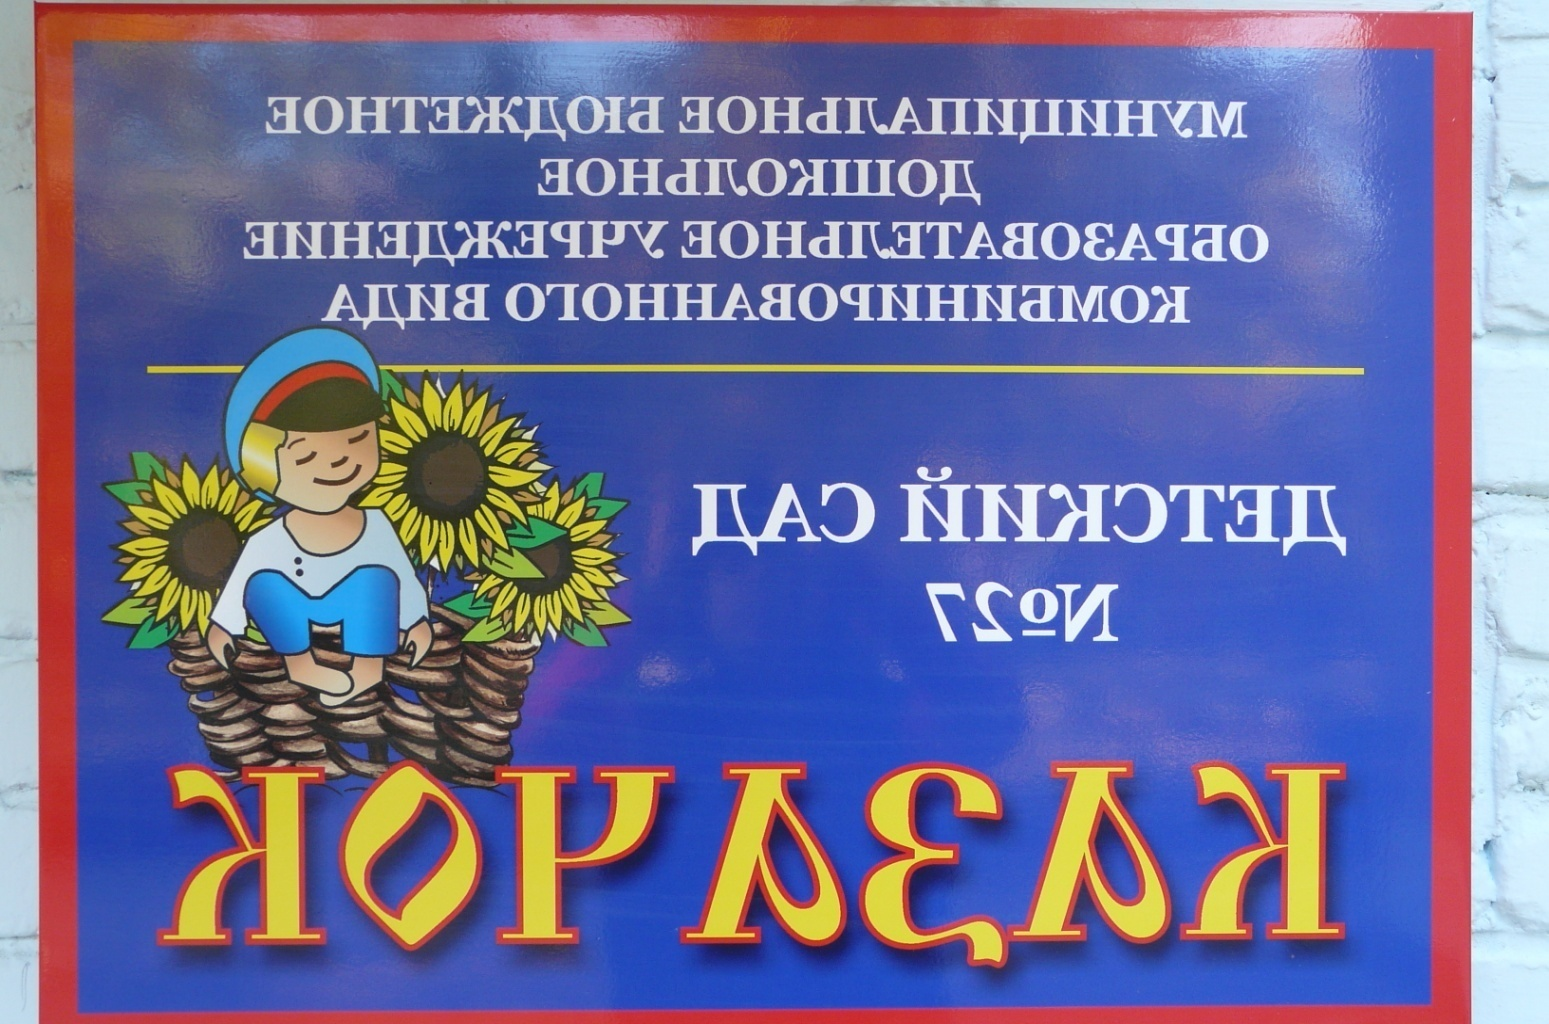 МУНИЦИПАЛЬНОЕ БЮДЖЕТНОЕ
ДОШКОЛЬНОЕ
ОБРАЗОВАТЕЛЬНОЕ УЧРЕЖДЕНИЕ
КОМБИНИРОВАННОГО ВИДА
ДЕТСКИЙ САД
№27
КАЗАЧОК